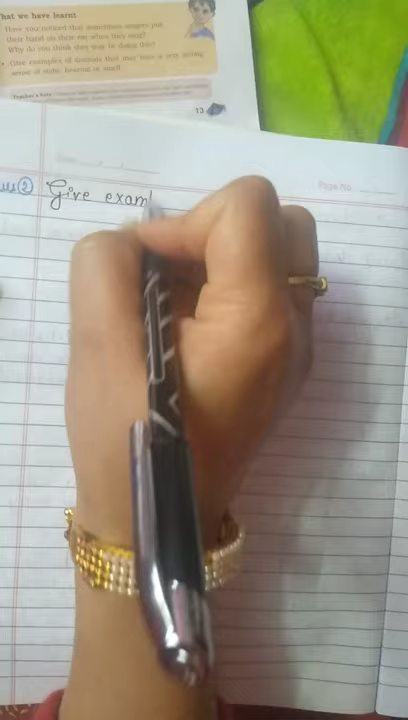 hat we have learnt
Have you noticed that sometimes singers put
their hand on their ear when they sing?
Why do you think they may be doing this?
Give examples of animals that may have a very strong
sense of sight, hearing or smell.
13
Page No.
② Give exam